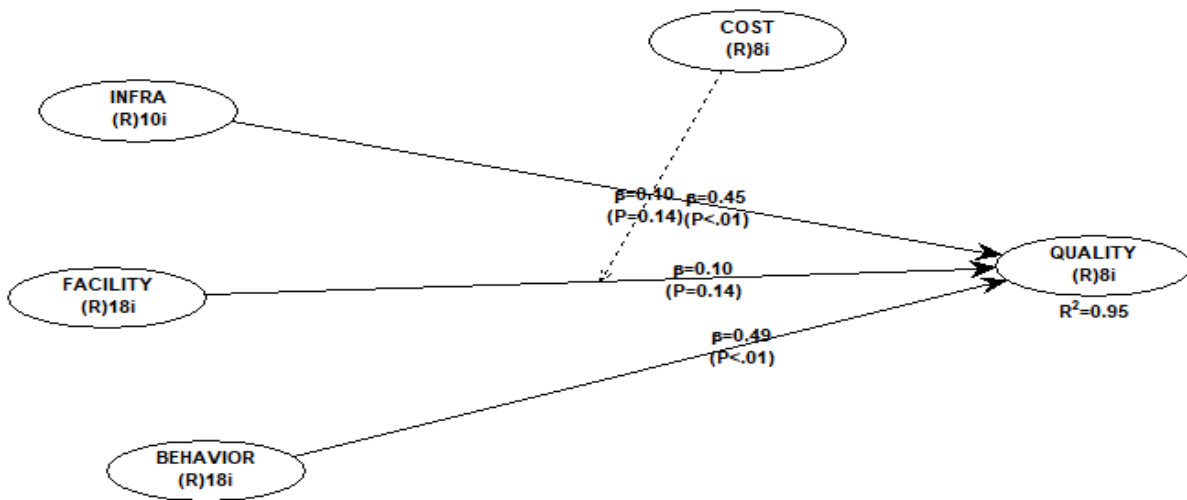 COST
(R)8i
INFRA
(R)10i
β=0.10
(P=0.14)
β=0.45
(P<.01)
QUALITY
(R)8i
R²=0.95
FACILITY
(R)18i
β=0.10
(P=0.14)
β=0.49
(P<.01)
BEHAVIOR
(R)18i